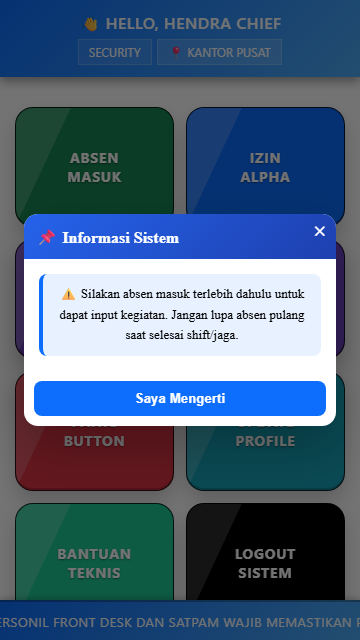 👋 HELLO, HENDRA CHIEF
SECURITY
📍 KANTOR PUSAT
ABSEN
MASUK
IZIN
ALPHA
📌 Informasi Sistem
×
⚠️ Silakan absen masuk terlebih dahulu untuk
dapat input kegiatan. Jangan lupa absen pulang
saat selesai shift/jaga.
Saya Mengerti
BUTTON
PROFILE
BANTUAN
TEKNIS
LOGOUT
SISTEM
ERSONIL FRONT DESK DAN SATPAM WAJIB MEMASTIKAN